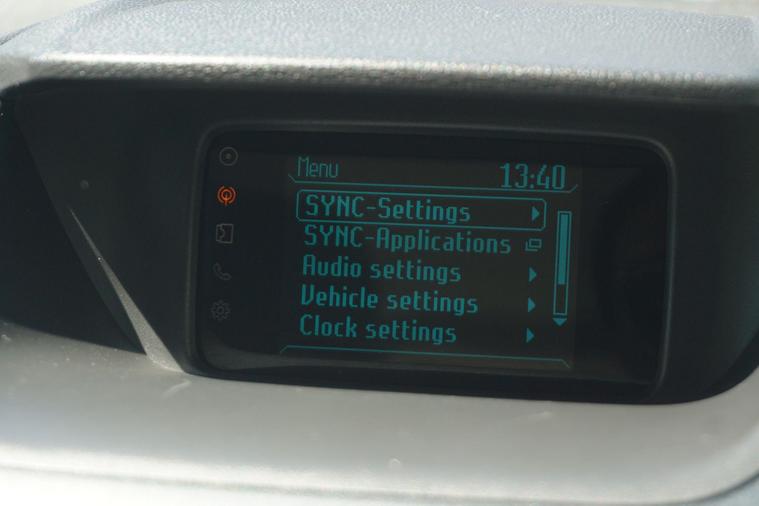 Menu
13:40
SYNC-Settings
SYNC-Applications
Audio settings
Vehicle settings
Clock settings